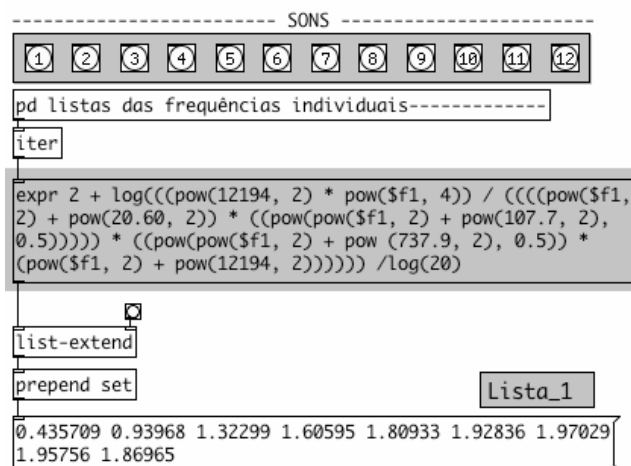 ------------------------ SONS -----------------------
1 2 3 4 5 6 7 8 9 10 11 12
pd listas das frequências individuais-------------
iter
expr 2 + log(((pow(12194, 2) * pow($f1, 4)) / ((((pow($f1,
2) + pow(20.60, 2)) * ((pow(pow($f1, 2) + pow(107.7, 2),
0.5))))) * ((pow(pow($f1, 2) + pow (737.9, 2), 0.5)) *
(pow($f1, 2) + pow(12194, 2)))))) /log(20)
list-extend
prepend set
Lista_1
0.435709 0.93968 1.32299 1.60595 1.80933 1.92836 1.97029
1.95756 1.86965